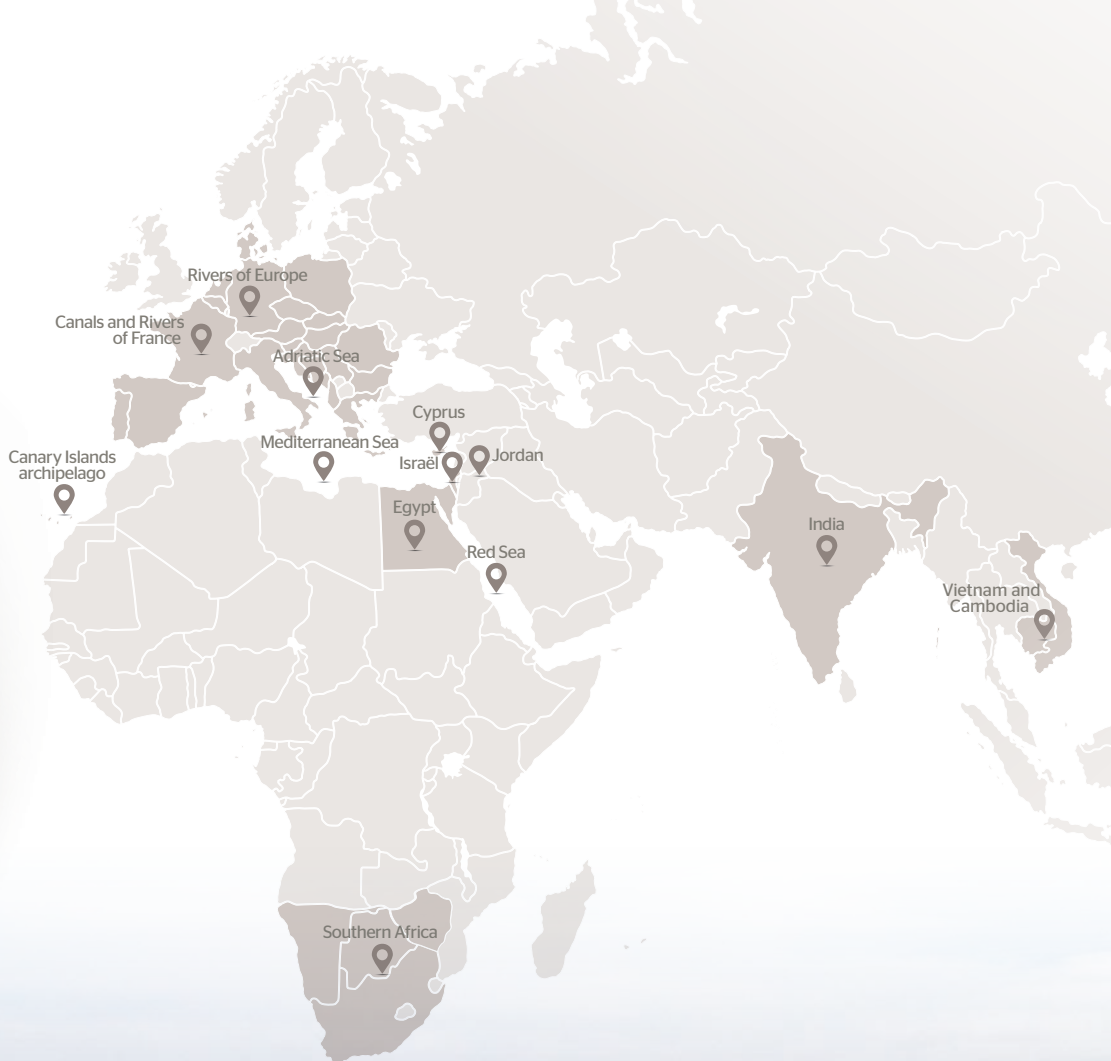 Rivers of Europe
Canals and Rivers
of France
Adriatic Sea
Cyprus
Mediterranean Sea
Israël
Jordan
Canary Islands
archipelago
Egypt
India
Red Sea
Vietnam and
Cambodia
Southern Africa